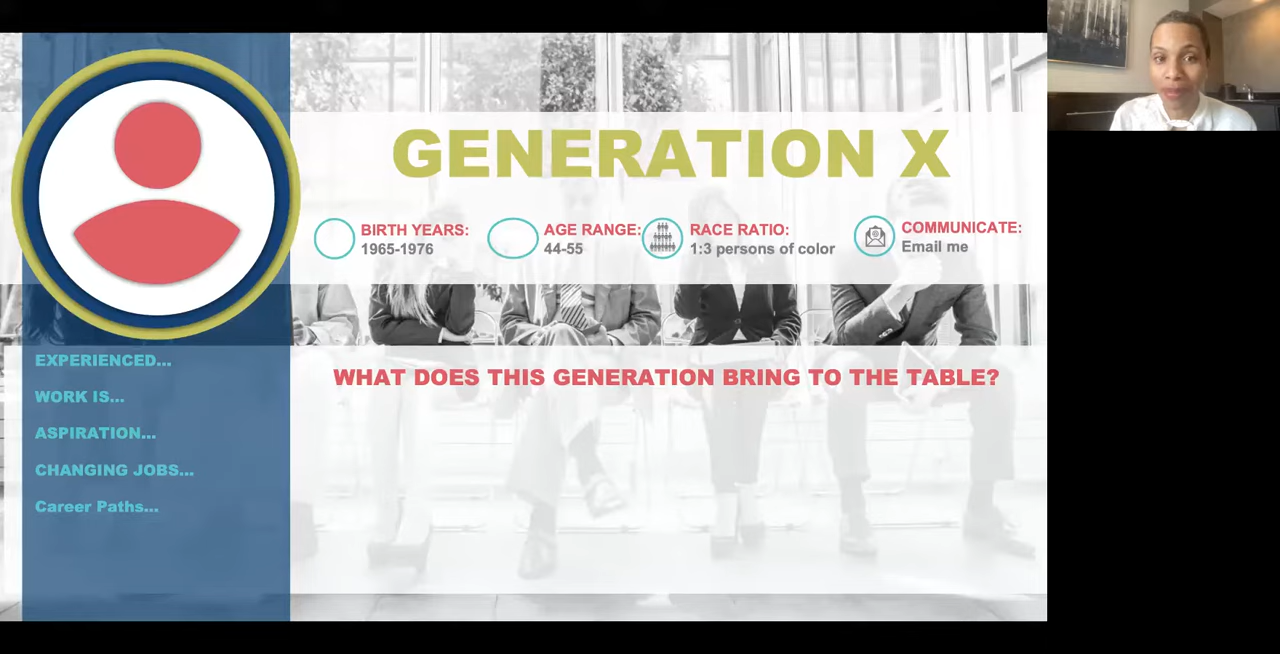 GENERATION X
BIRTH YEARS:
1965-1976
AGE RANGE:
44-55
RACE RATIO:
1:3 persons of color
COMMUNICATE:
Email me
EXPERIENCED...
WORK IS...
ASPIRATION...
CHANGING JOBS...
Career Paths...
WHAT DOES THIS GENERATION BRING TO THE TABLE?